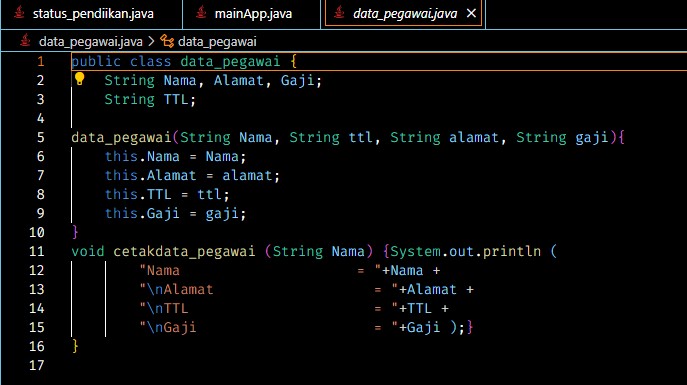 status_pendiikan.java mainApp.java data_pegawai.java ×
data_pegawai.java > data_pegawai
1 public class data_pegawai {
2     String Nama, Alamat, Gaji;
3     String TTL;
4
5 data_pegawai(String Nama, String ttl, String alamat, String gaji){
6     this.Nama = Nama;
7     this.Alamat = alamat;
8     this.TTL = ttl;
9     this.Gaji = gaji;
10 }
11 void cetakdata_pegawai (String Nama) {System.out.println (
12         "Nama                      = "+Nama +
13         "\nAlamat                    = "+Alamat +
14         "\nTTL                       = "+TTL +
15         "\nGaji                      = "+Gaji );}
16 }
17